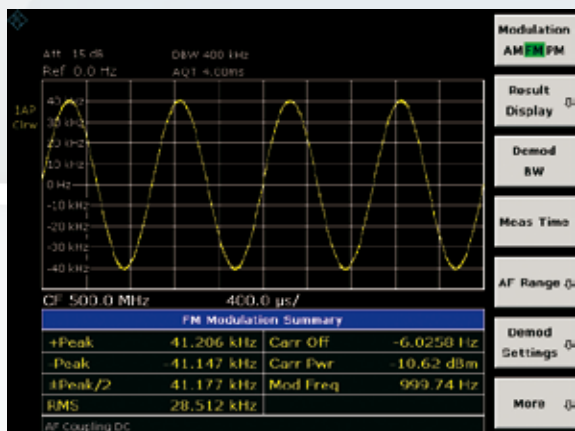 Modulation
AM FM PM
Att 15 dB DBW 400 kHz
Ref 0.0 Hz AQT 4.00ms
Result
Display
1AP
Clrw
40 kHz
30 kHz
20 kHz
10 kHz
0 Hz
-10 kHz
-20 kHz
-30 kHz
-40 kHz
Demod
BW
Meas Time
AF Range
CF 500.0 MHz 400.0 µs/
FM Modulation Summary
+Peak 41.206 kHz Carr Off -6.0258 Hz
-Peak -41.147 kHz Carr Pwr -10.62 dBm
±Peak/2 41.177 kHz Mod Freq 999.74 Hz
RMS 28.512 kHz
Demod
Settings
More
AF Coupling DC